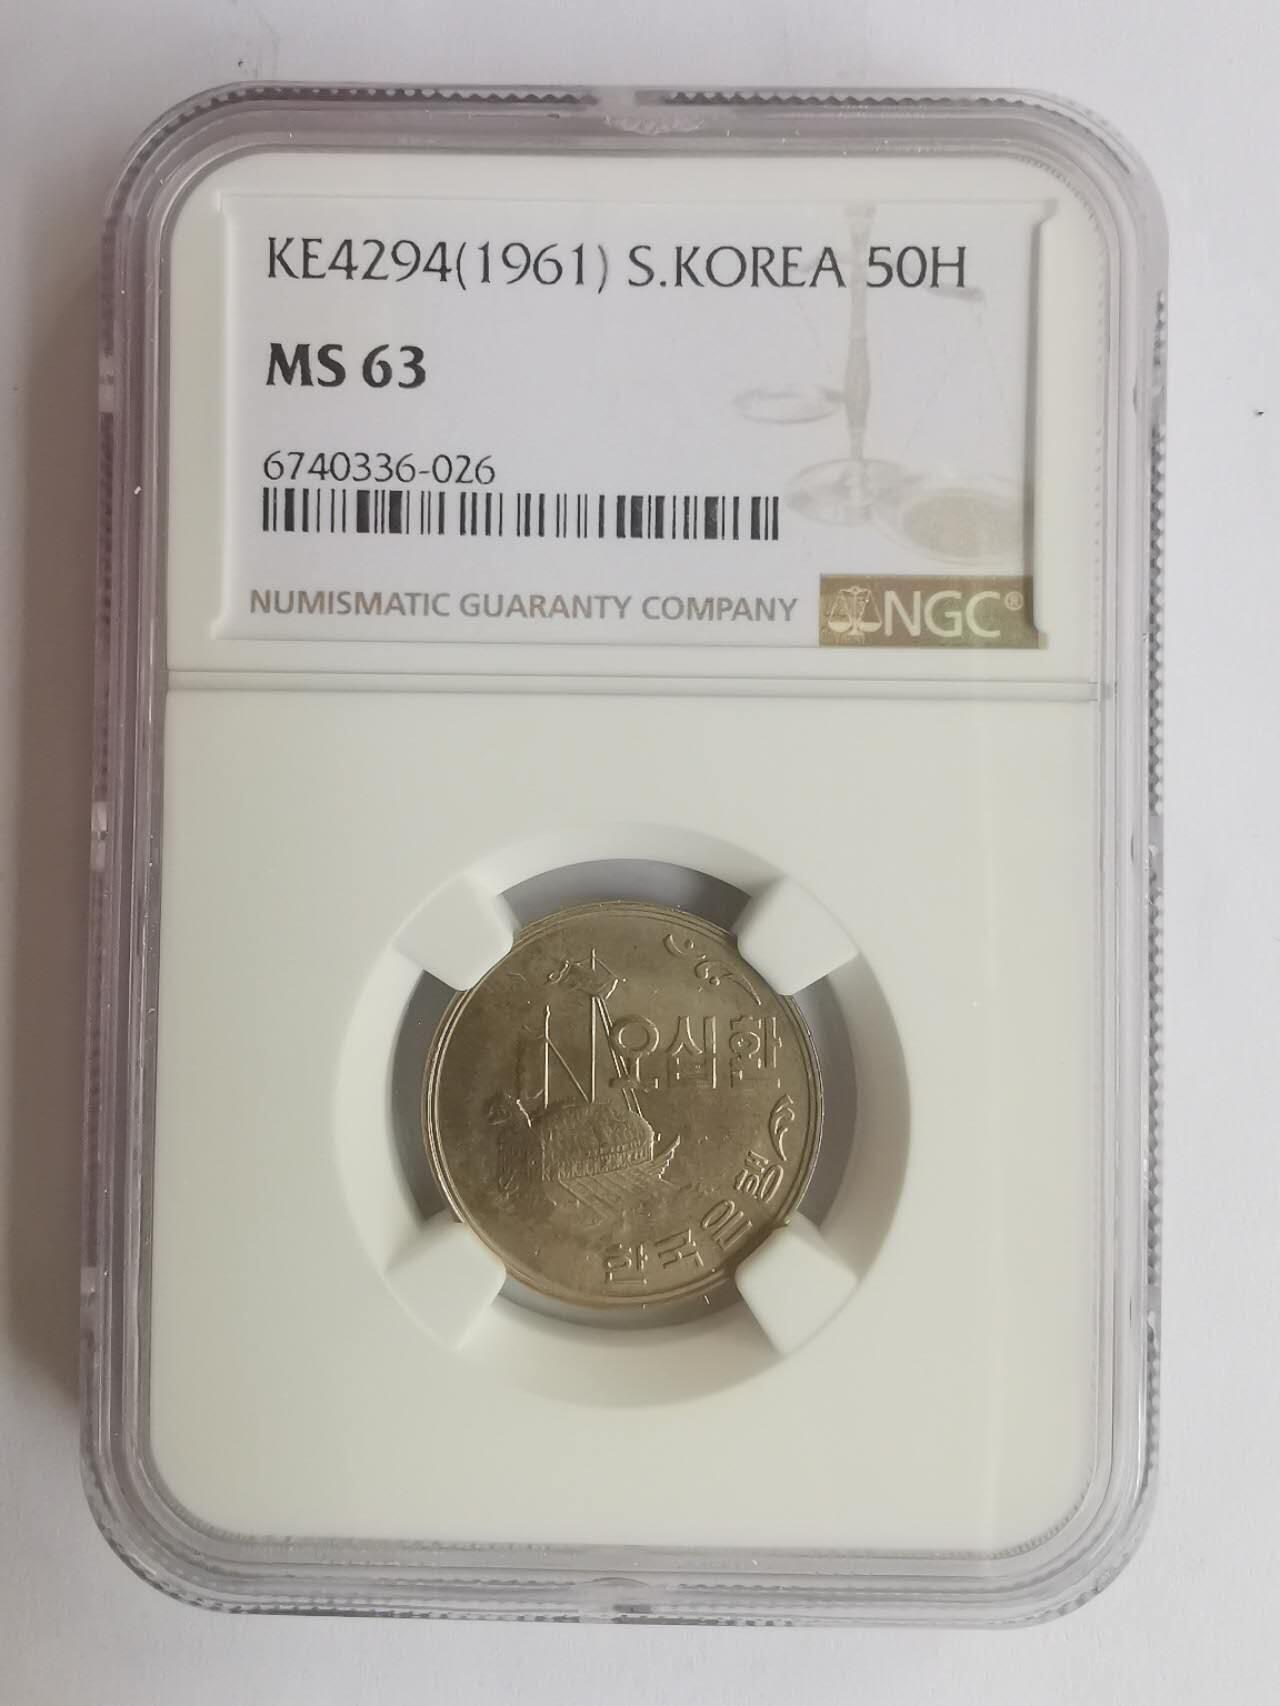 KE4294(1961) S.KOREA 50H
MS 63
6740336-026
NUMISMATIC GUARANTY COMPANY
NGC®
오십환
한국은행